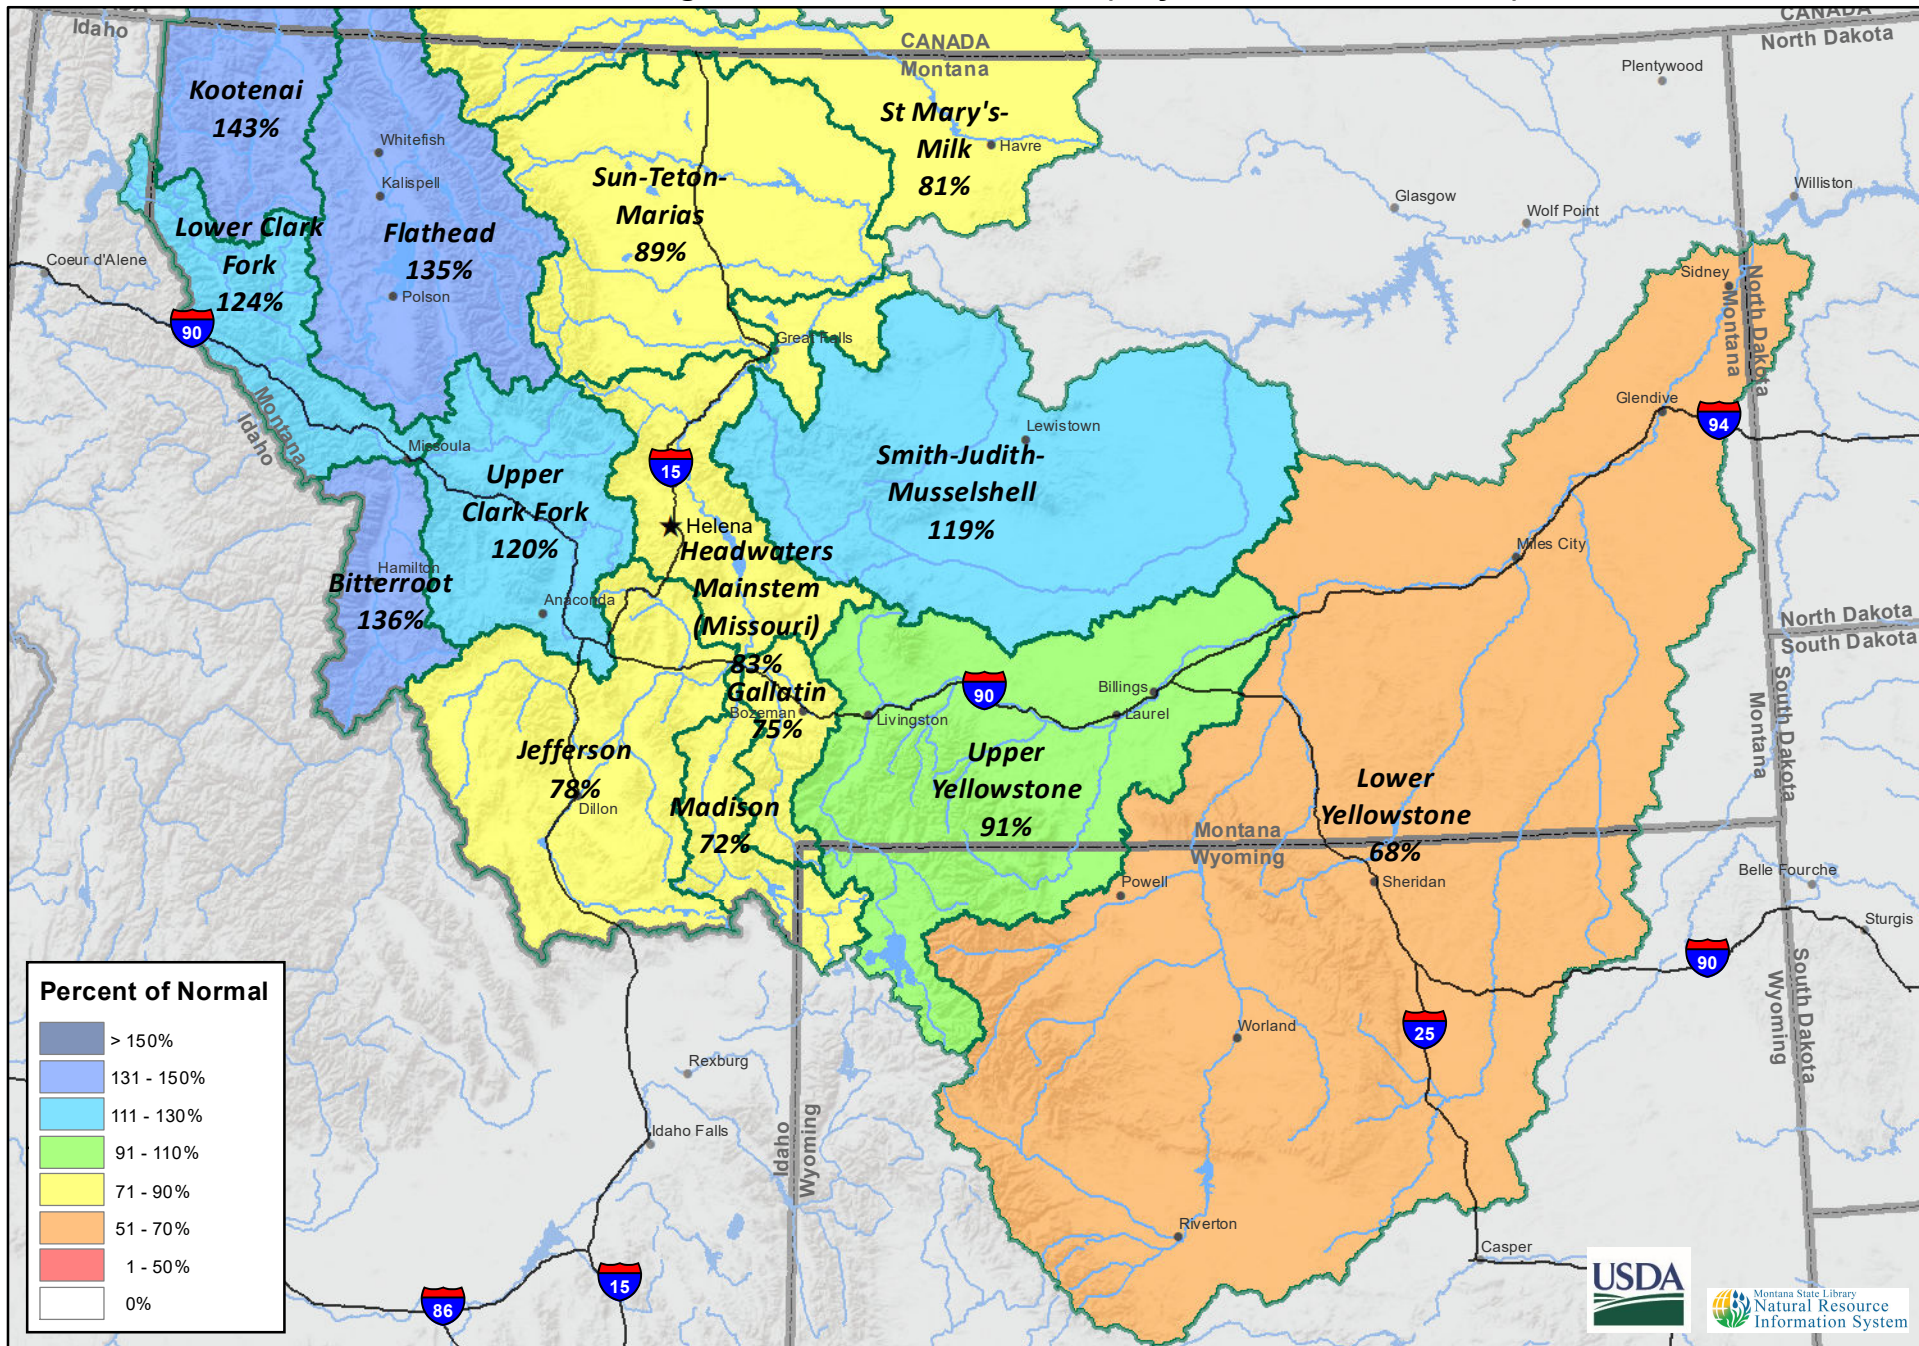 CANADA
Idaho
CANADA
Montana
CANADA
North Dakota
Plentywood
Kootenai
143%
Whitefish
Kalispell
St Mary's-
Milk
81%
Havre
Sun-Teton-
Marias
89%
Glasgow
Wolf Point
Williston
Lower Clark
Fork
124%
Flathead
135%
Polson
Coeur d'Alene
90
Sidney
North Dakota
Montana
Great Falls
Glendive
94
Montana
Idaho
Missoula
Lewistown
15
Upper
Clark Fork
120%
Smith-Judith-
Musselshell
119%
Helena
Headwaters
Mainstem
(Missouri)
83%
Miles City
Hamilton
Bitterroot
136%
Anaconda
North Dakota
South Dakota
Gallatin
75%
Bozeman
Livingston
90
Billings
Laurel
South Dakota
Montana
Jefferson
78%
Dillon
Madison
72%
Upper
Yellowstone
91%
Lower
Yellowstone
68%
Montana
Wyoming
Powell
Sheridan
Belle Fourche
Sturgis
90
South Dakota
Wyoming
25
Worland
Rexburg
Idaho Falls
Idaho
Wyoming
Riverton
Casper
15
86
Percent of Normal
> 150%
131 - 150%
111 - 130%
91 - 110%
71 - 90%
51 - 70%
1 - 50%
0%
USDA
Montana State Library
Natural Resource
Information System